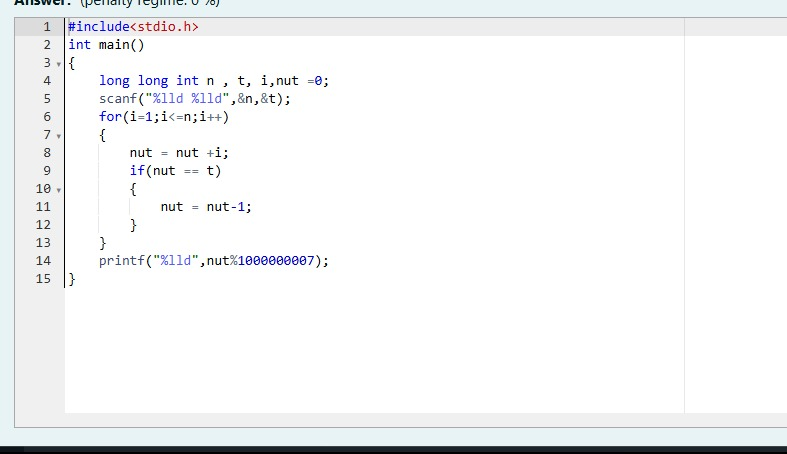 Answer: (penalty regime: 0 %)
1 #include<stdio.h>
2 int main()
3 {
4 long long int n , t, i,nut =0;
5 scanf("%lld %lld",&n,&t);
6 for(i=1;i<=n;i++)
7 {
8 nut = nut +i;
9 if(nut == t)
10 {
11 nut = nut-1;
12 }
13 }
14 printf("%lld",nut%1000000007);
15 }